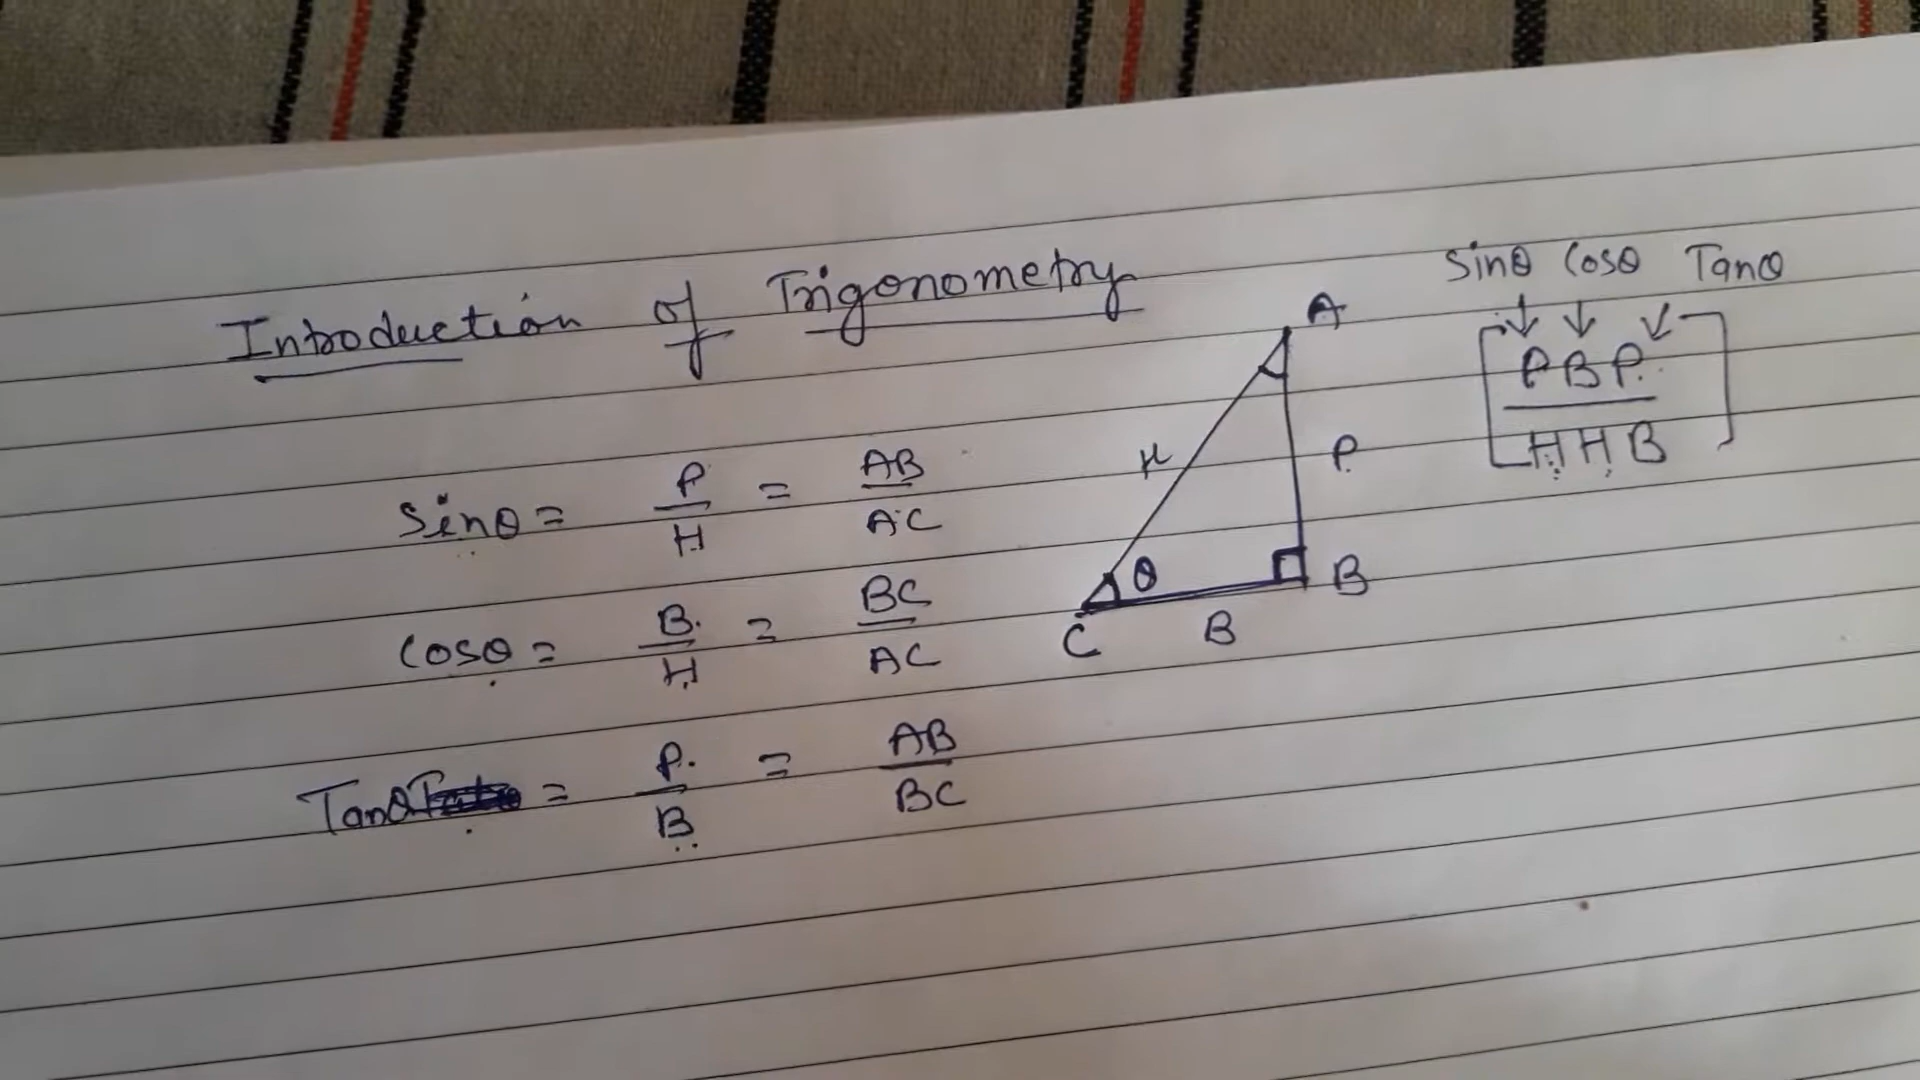 Introduction of Trigonometry
Sinθ = P/H = AB/AC
Cosθ = B/H = BC/AC
Tanθ = P/B = AB/BC
A
H
P
θ
B
C
B
Sinθ Cosθ Tanθ
P B P
H H B